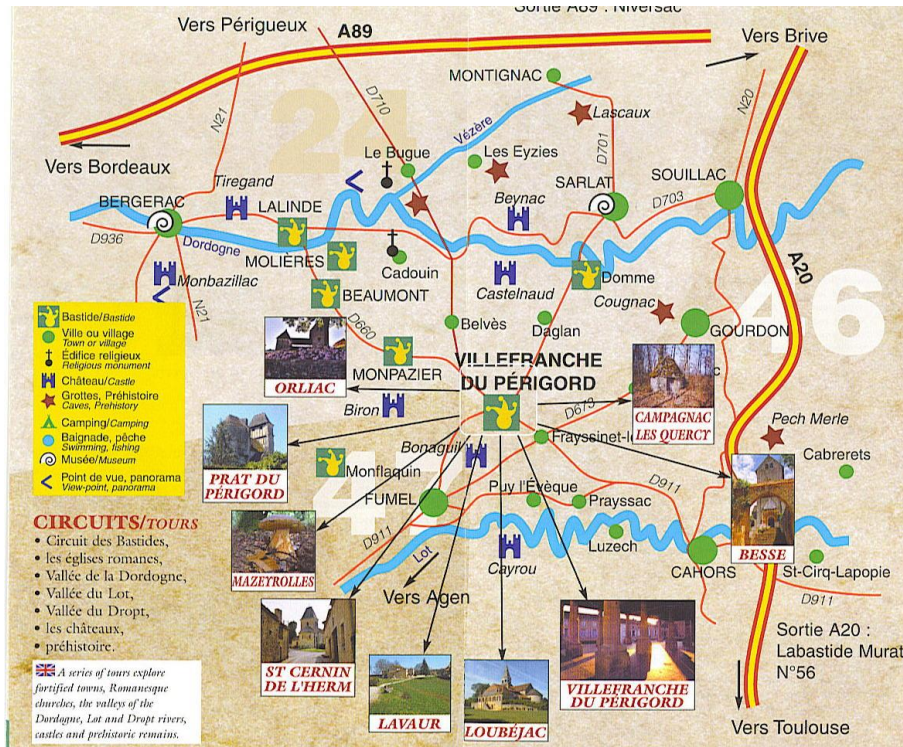 Sortie A89 : Niversac
Vers Périgueux
A89
Vers Brive
MONTIGNAC
N21
D710
24
Lascaux
N20
Vézère
D701
Vers Bordeaux
Le Bugue
Les Eyzies
Tiregand
Beynac
SARLAT
SOUILLAC
BERGERAC
LALINDE
D703
D936
Dordogne
MOLIÈRES
Cadouin
A20
Monbazillac
Castelnaud
Domme
46
BEAUMONT
Cougnac
N21
Belvès
Daglan
GOURDON
D660
Bastide/Bastide
Ville ou village
Town or village
Édifice religieux
Religious monument
Château/Castle
Grottes, Préhistoire
Caves, Prehistory
Camping/Camping
Baignade, pêche
Swimming, fishing
Musée/Museum
Point de vue, panorama
View-point, panorama
VILLEFRANCHE
DU PÉRIGORD
MONPAZIER
ORLIAC
Biron
D673
CAMPAGNAC
LES QUERCY
Pech Merle
Bonaguil
Frayssinet-le
Cabrerets
PRAT DU
PÉRIGORD
Monflaquin
47
FUMEL
Puy l'Évèque
Prayssac
D911
D911
Lot
Luzech
Cayrou
CAHORS
BESSE
St-Cirq-Lapopie
D911
MAZEYROLLES
Vers Agen
CIRCUITS/TOURS
• Circuit des Bastides,
• les églises romanes,
• Vallée de la Dordogne,
• Vallée du Lot,
• Vallée du Dropt,
• les châteaux,
• préhistoire.
A series of tours explore
fortified towns, Romanesque
churches, the valleys of the
Dordogne, Lot and Dropt rivers,
castles and prehistoric remains.
ST CERNIN
DE L'HERM
LAVAUR
LOUBÉJAC
VILLEFRANCHE
DU PÉRIGORD
Sortie A20 :
Labastide Murat
N°56
Vers Toulouse